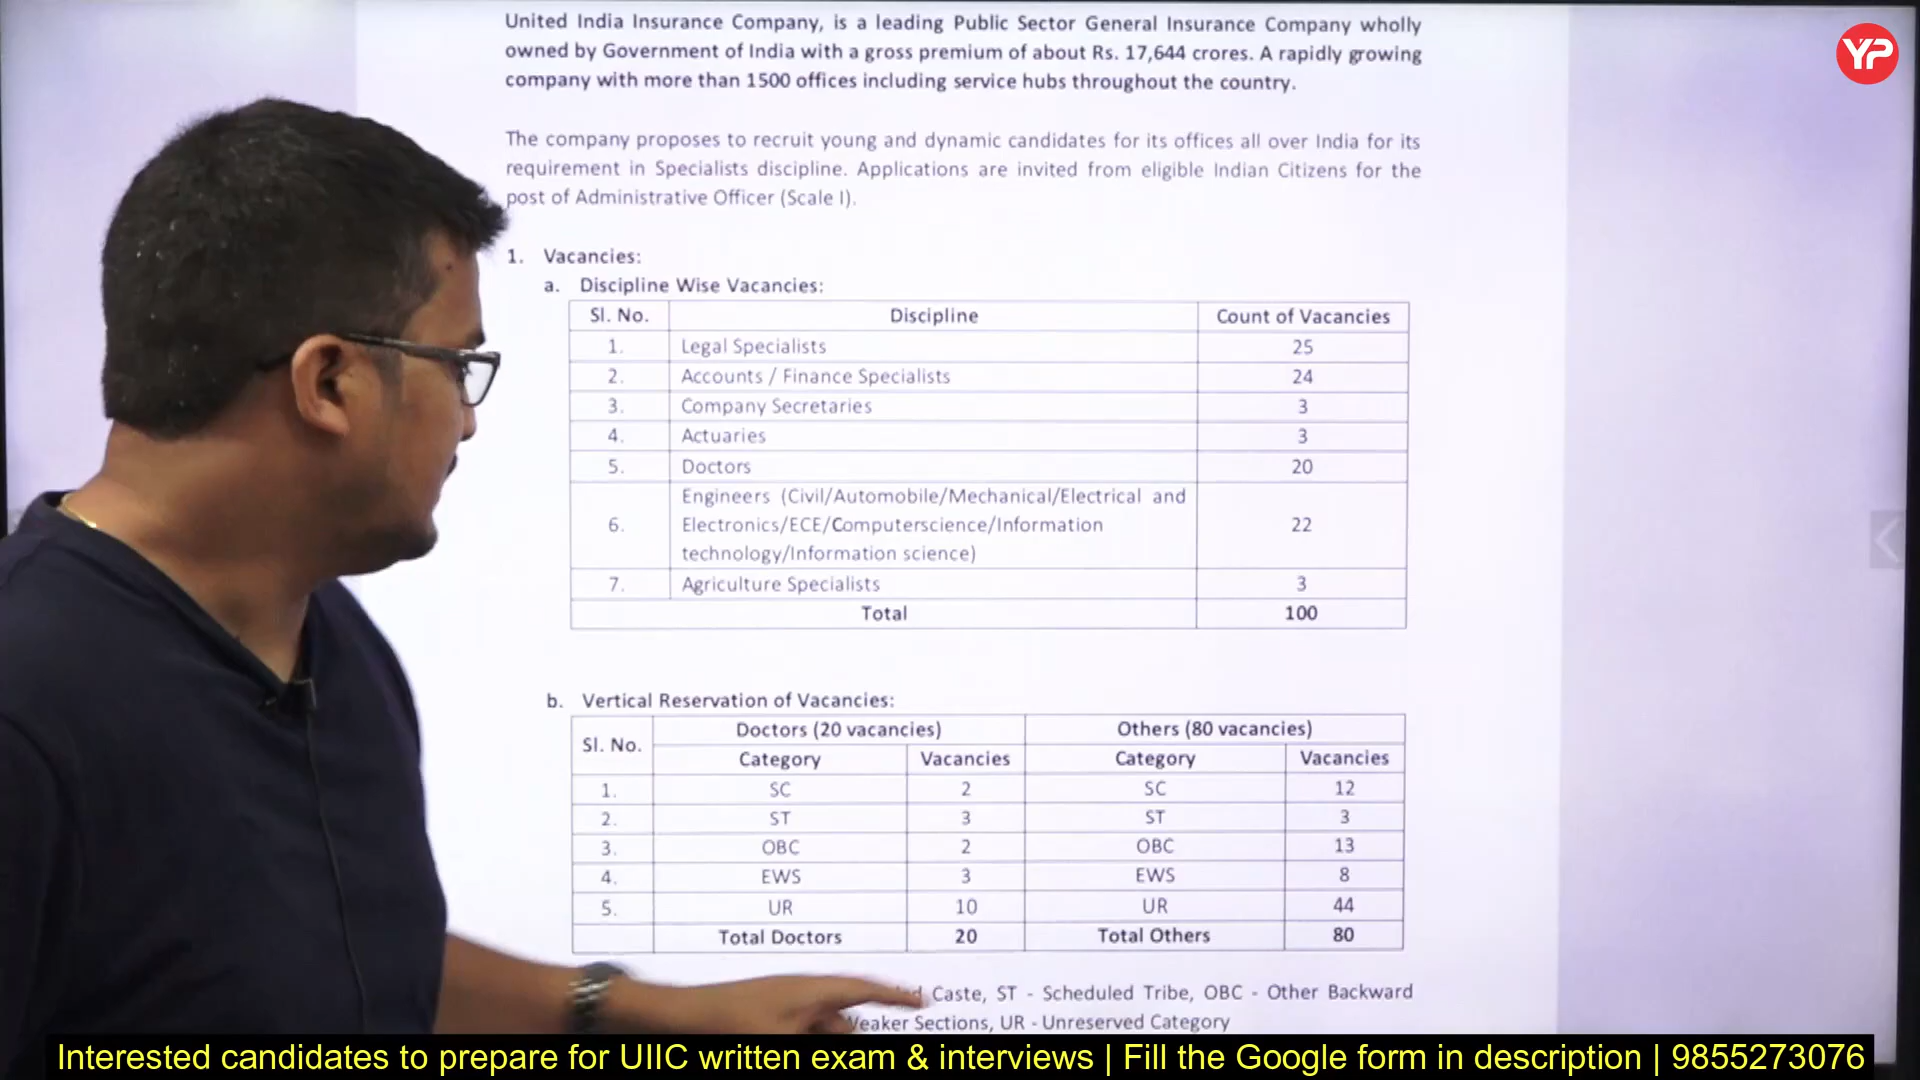 United India Insurance Company, is a leading Public Sector General Insurance Company wholly
owned by Government of India with a gross premium of about Rs. 17,644 crores. A rapidly growing
company with more than 1500 offices including service hubs throughout the country.
YP
The company proposes to recruit young and dynamic candidates for its offices all over India for its
requirement in Specialists discipline. Applications are invited from eligible Indian Citizens for the
post of Administrative Officer (Scale I).
1. Vacancies:
a. Discipline Wise Vacancies:
Sl. No. Discipline Count of Vacancies
1. Legal Specialists 25
2. Accounts / Finance Specialists 24
3. Company Secretaries 3
4. Actuaries 3
5. Doctors 20
Engineers (Civil/Automobile/Mechanical/Electrical and
6. Electronics/ECE/Computerscience/Information 22
technology/Information science)
7. Agriculture Specialists 3
Total 100
b. Vertical Reservation of Vacancies:
Sl. No. Doctors (20 vacancies) Others (80 vacancies)
Category Vacancies Category Vacancies
1. SC 2 SC 12
2. ST 3 ST 3
3. OBC 2 OBC 13
4. EWS 3 EWS 8
5. UR 10 UR 44
Total Doctors 20 Total Others 80
Caste, ST - Scheduled Tribe, OBC - Other Backward
Weaker Sections, UR - Unreserved Category
Interested candidates to prepare for UIIC written exam & interviews | Fill the Google form in description | 9855273076